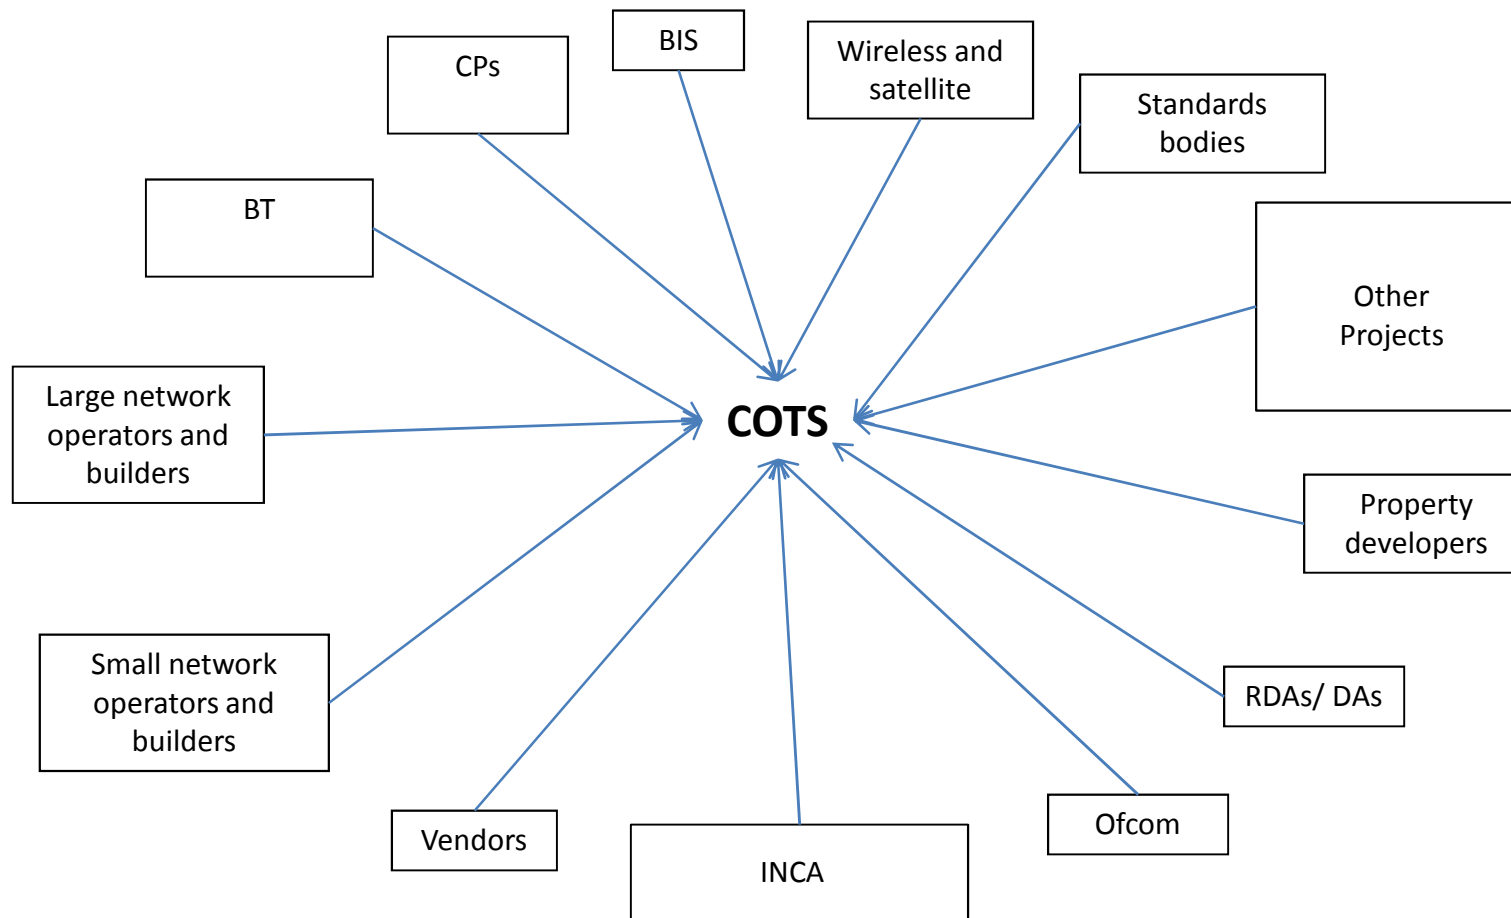 BIS
CPs
Wireless and
satellite
Standards
bodies
BT
Other
Projects
Large network
operators and
builders
COTS
Property
developers
Small network
operators and
builders
RDAs/ DAs
Vendors
INCA
Ofcom